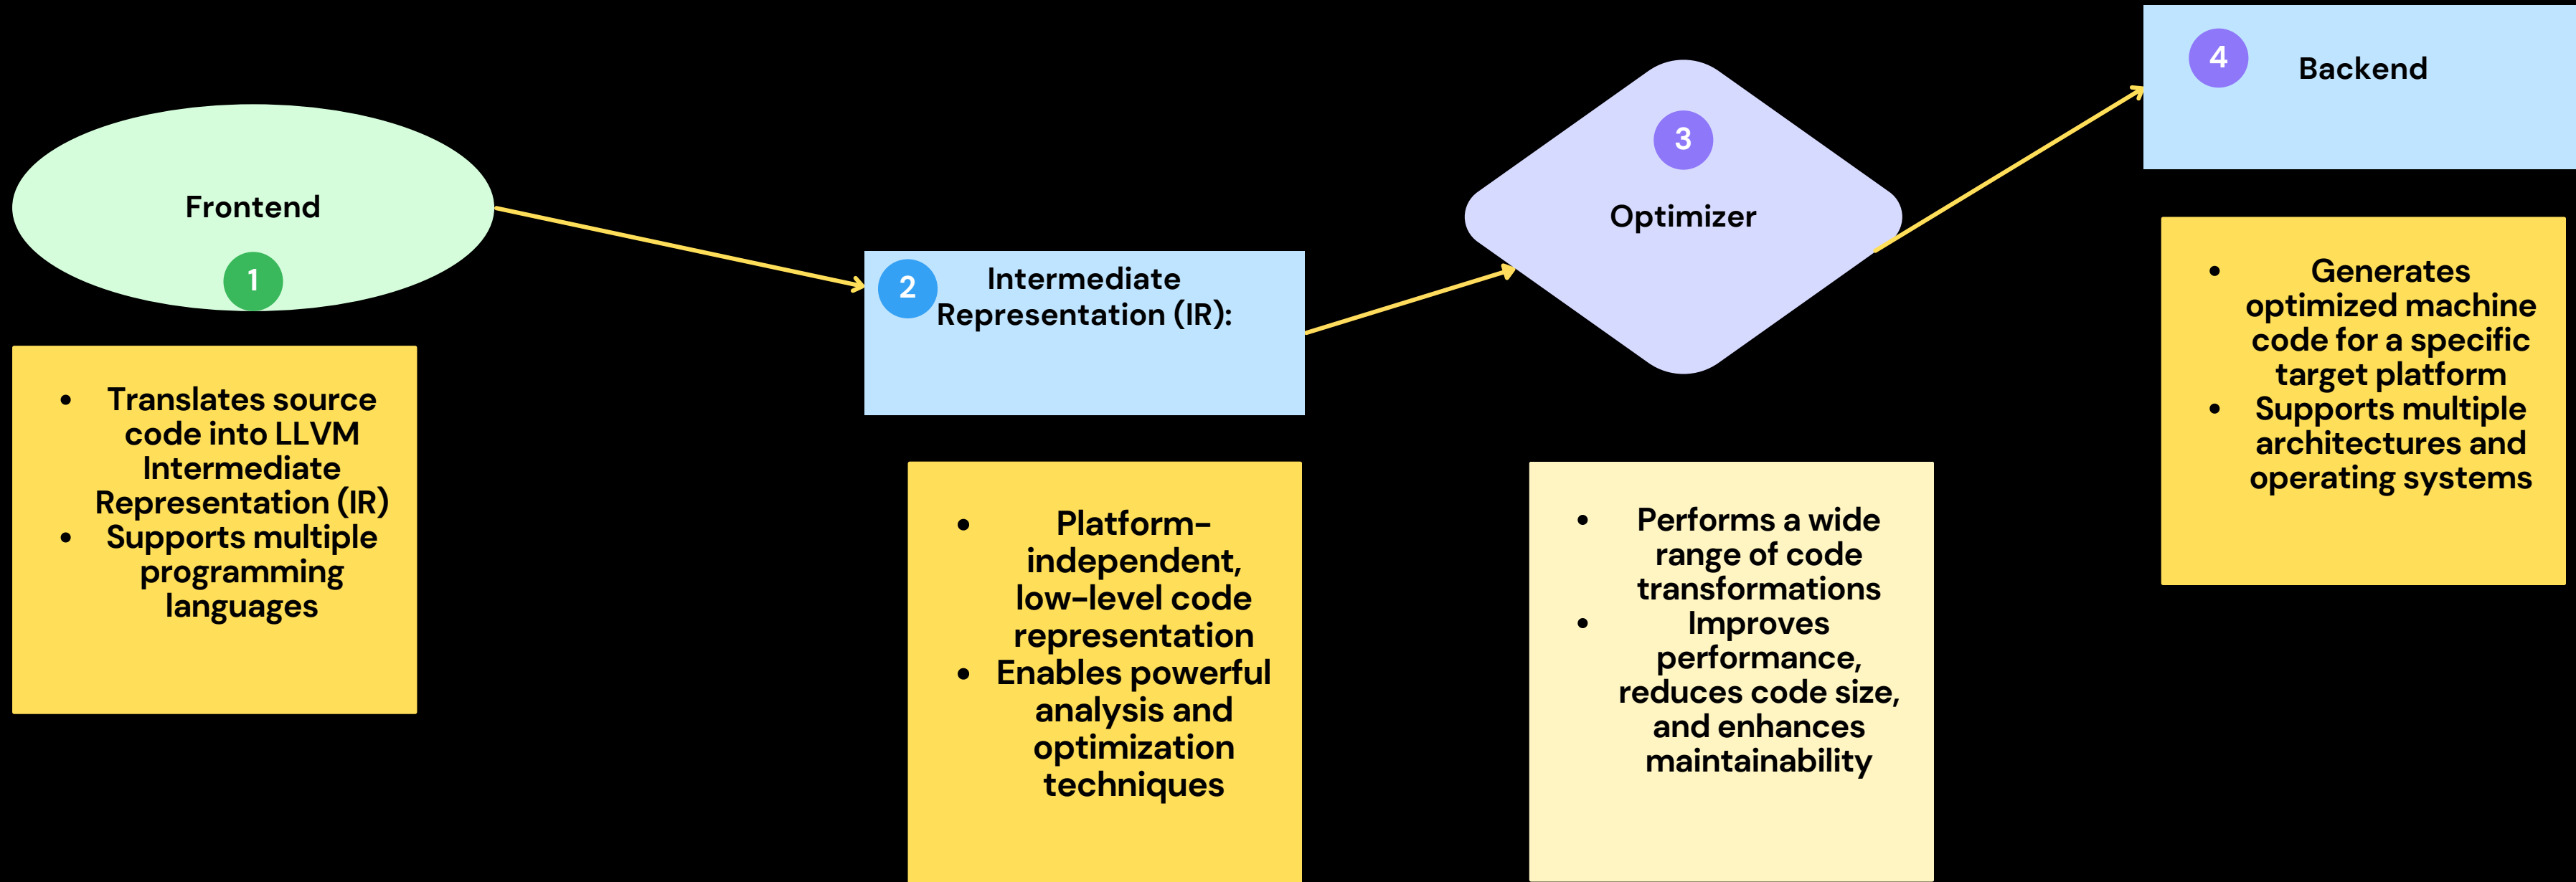 Frontend
1
• Translates source
code into LLVM
Intermediate
Representation (IR)
• Supports multiple
programming
languages
2
Intermediate
Representation (IR):
• Platform-
independent,
low-level code
representation
• Enables powerful
analysis and
optimization
techniques
3
Optimizer
• Performs a wide
range of code
transformations
• Improves
performance,
reduces code size,
and enhances
maintainability
4
Backend
• Generates
optimized machine
code for a specific
target platform
• Supports multiple
architectures and
operating systems